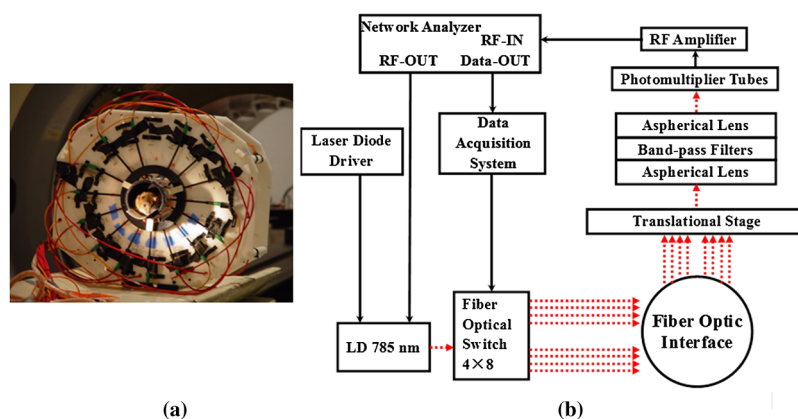 Network Analyzer
RF-IN
RF-OUT
Data-OUT
RF Amplifier
Photomultiplier Tubes
Aspherical Lens
Band-pass Filters
Aspherical Lens
Translational Stage
Laser Diode
Driver
Data
Acquisition
System
LD 785 nm
Fiber
Optical
Switch
4×8
Fiber Optic
Interface
(a)
(b)